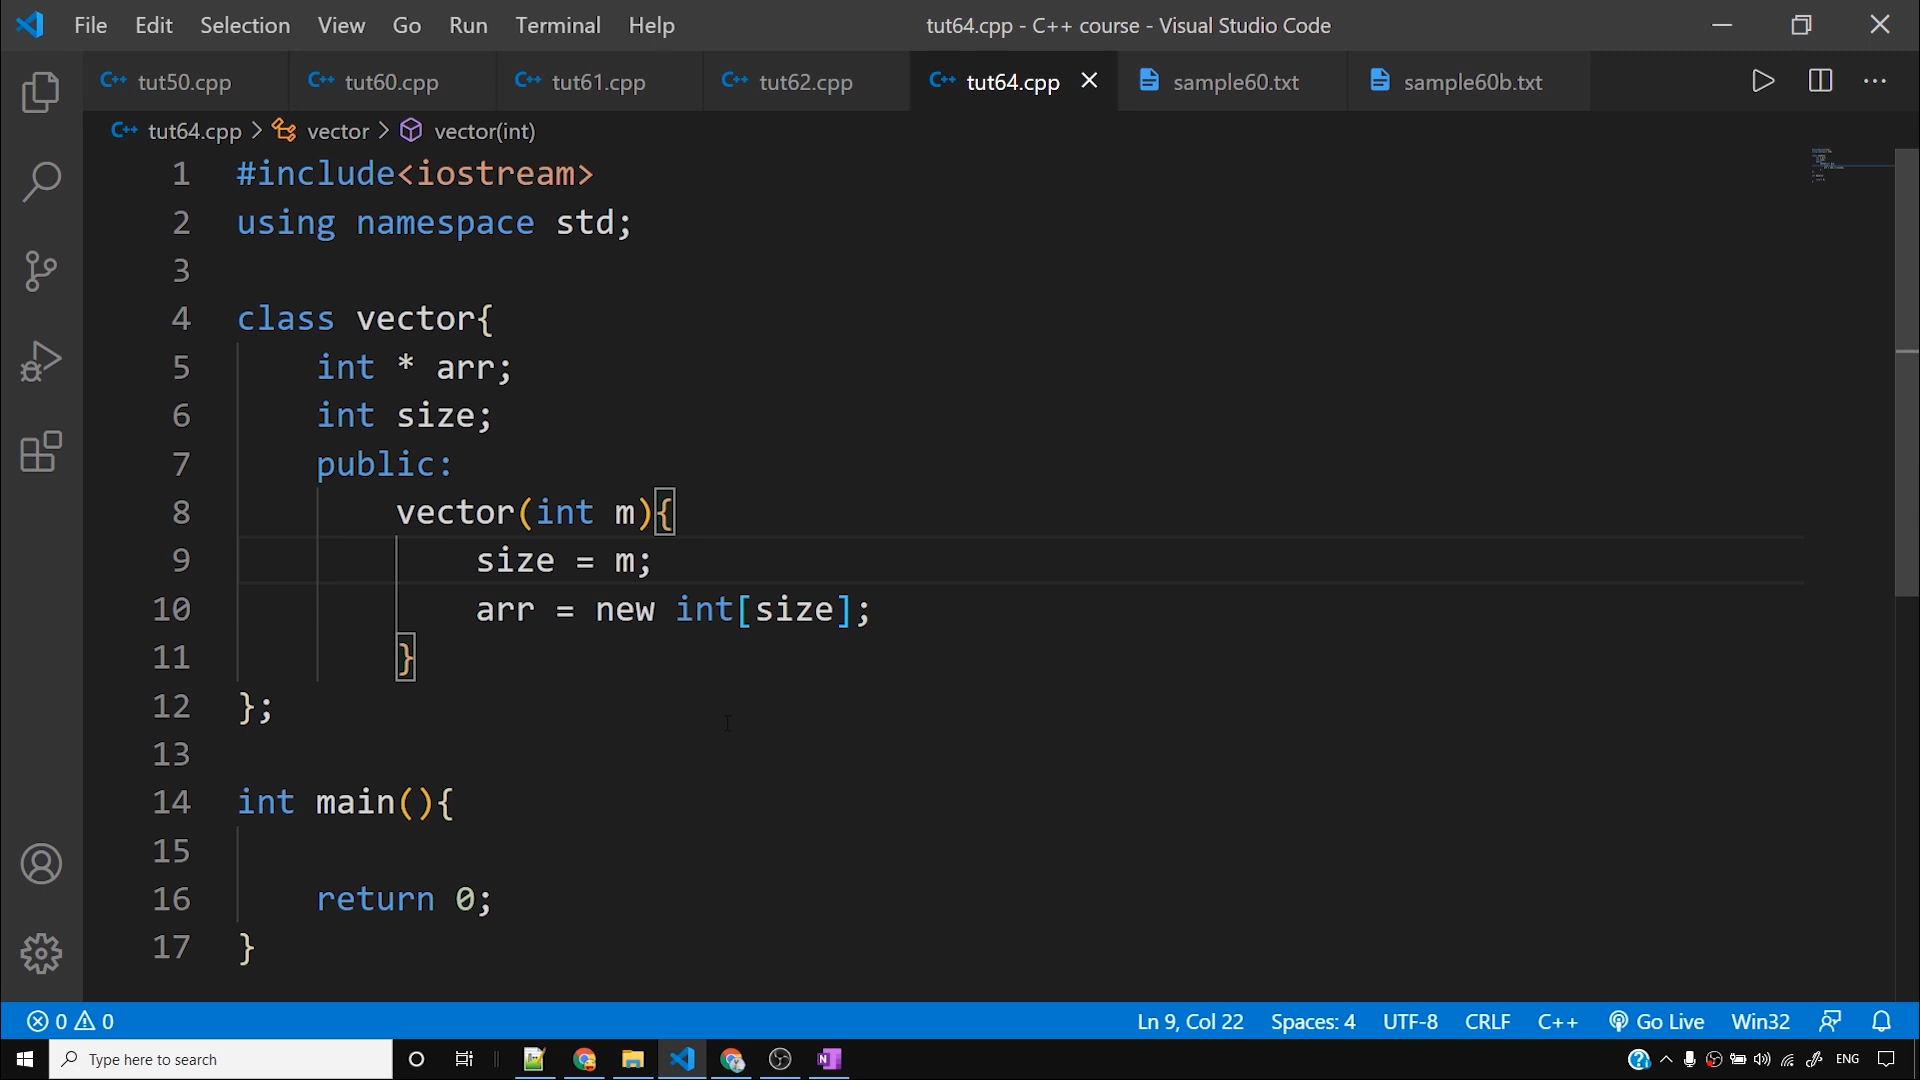 File Edit Selection View Go Run Terminal Help tut64.cpp - C++ course - Visual Studio Code
C++ tut50.cpp C++ tut60.cpp C++ tut61.cpp C++ tut62.cpp C++ tut64.cpp sample60.txt sample60b.txt
C++ tut64.cpp > vector > vector(int)
1 #include<iostream>
2 using namespace std;
3
4 class vector{
5 int * arr;
6 int size;
7 public:
8 vector(int m){
9 size = m;
10 arr = new int[size];
11 }
12 };
13
14 int main(){
15
16 return 0;
17 }
0 0 Ln 9, Col 22 Spaces: 4 UTF-8 CRLF C++ Go Live Win32
Type here to search ENG